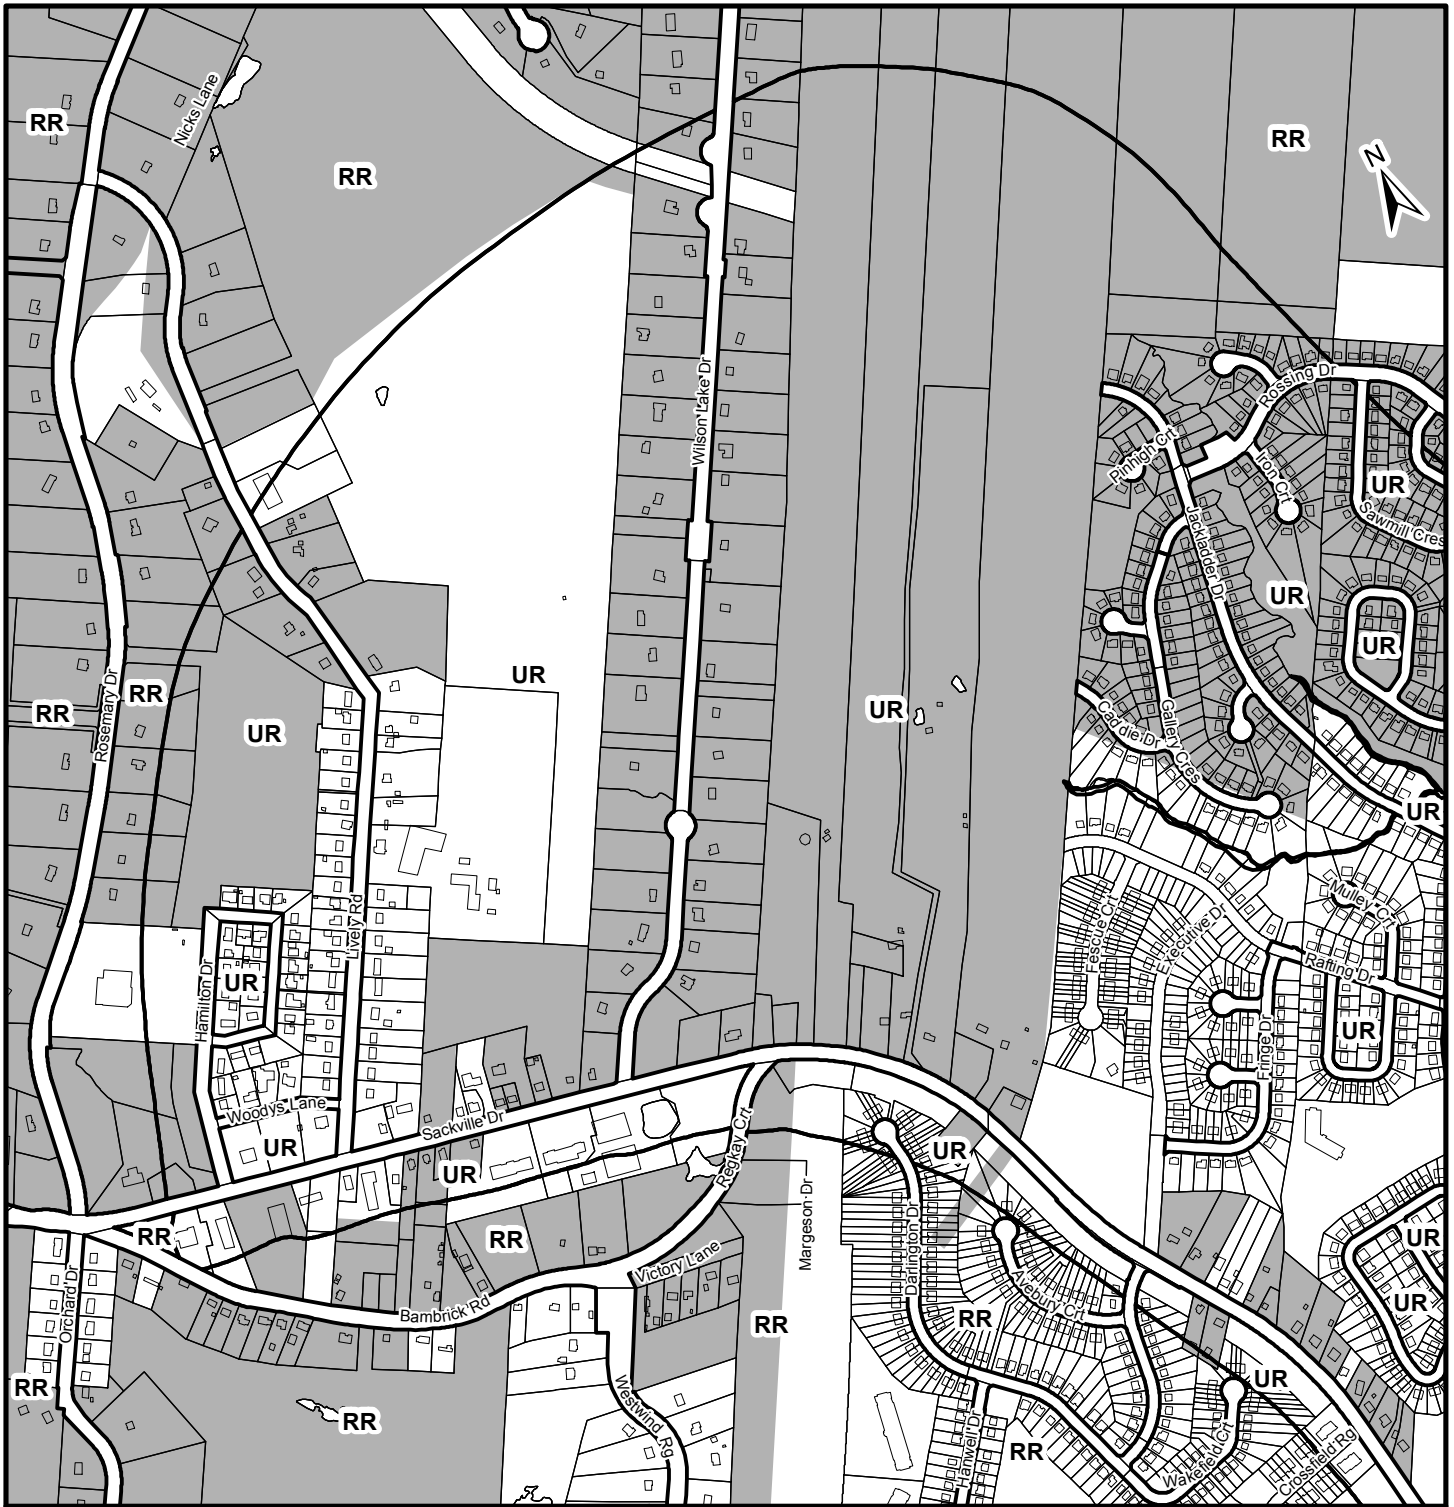 Nicks Lane
RR
RR
RR
N
Wilson Lake Dr
Rossing Dr
Pinhigh Crt
Iron Crt
UR
Sawmill Cres
Jackladder Dr
UR
UR
Rosemary Dr
RR
RR
UR
UR
UR
Gallery Cres
Caddie Dr
UR
Mulley Crt
Fescue Crt
Executive Dr
Rafting Dr
Lively Rd
Hamilton Dr
UR
UR
Fringe Dr
Woodys Lane
Sackville Dr
UR
UR
Regkay Crt
UR
Margeson Dr
Darlington Dr
RR
RR
Victory Lane
UR
Orchard Dr
Bambrick Rd
Avebury Crt
UR
RR
RR
RR
RR
UR
Westwind Rg
Hanwell Dr
RR
Wakefield Crt
Crossfield Rg